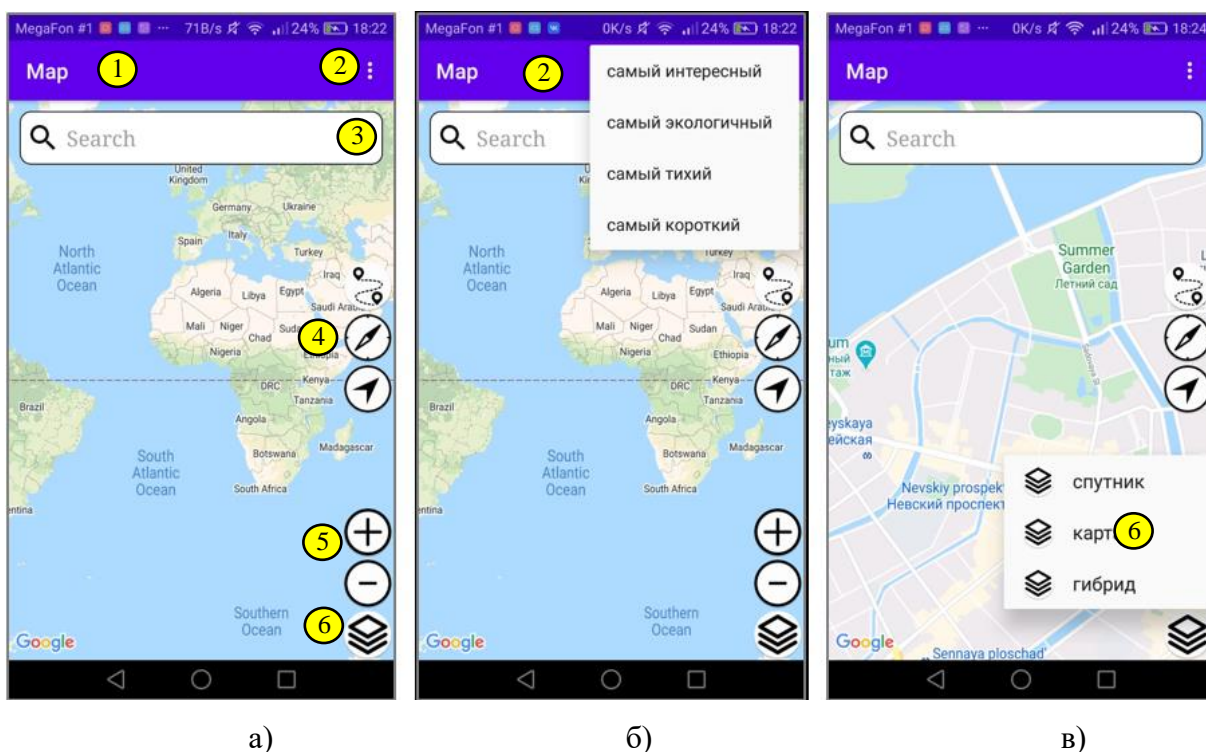 MegaFon #1 ... 71B/s 24% 18:22
Map 1 2
Search 3
United
Kingdom
Germany Ukraine
Spain Italy Turkey
North
Atlantic
Ocean
Iraq
Algeria Libya Egypt
Saudi
Mali Niger
Chad
4
Nigeria Ethiopia
DRC Kenya
Tanzania
Brazil
Angola
South
Atlantic
Ocean
Botswana Madagascar
South Africa
5
Southern
Ocean
6
Google
а)
MegaFon #1 0K/s 24% 18:22
Map 2
самый интересный
самый экологичный
самый тихий
самый короткий
Search
North
Atlantic
Ocean
Turkey
Iraq
Algeria Libya Egypt
Mali Niger Sudan
Chad
Nigeria Ethiopia
DRC Kenya
Tanzania
Brazil
Angola
South
Atlantic
Ocean
Botswana Madagascar
South Africa
Southern
Ocean
Google
б)
MegaFon #1 ... 0K/s 24% 18:24
Map
Search
Summer
Garden
Летний сад
Sadovaya St
Nevskiy prospek
Невский проспект
спутник
карт 6
гибрид
Google
Sennaya ploschad'
в)